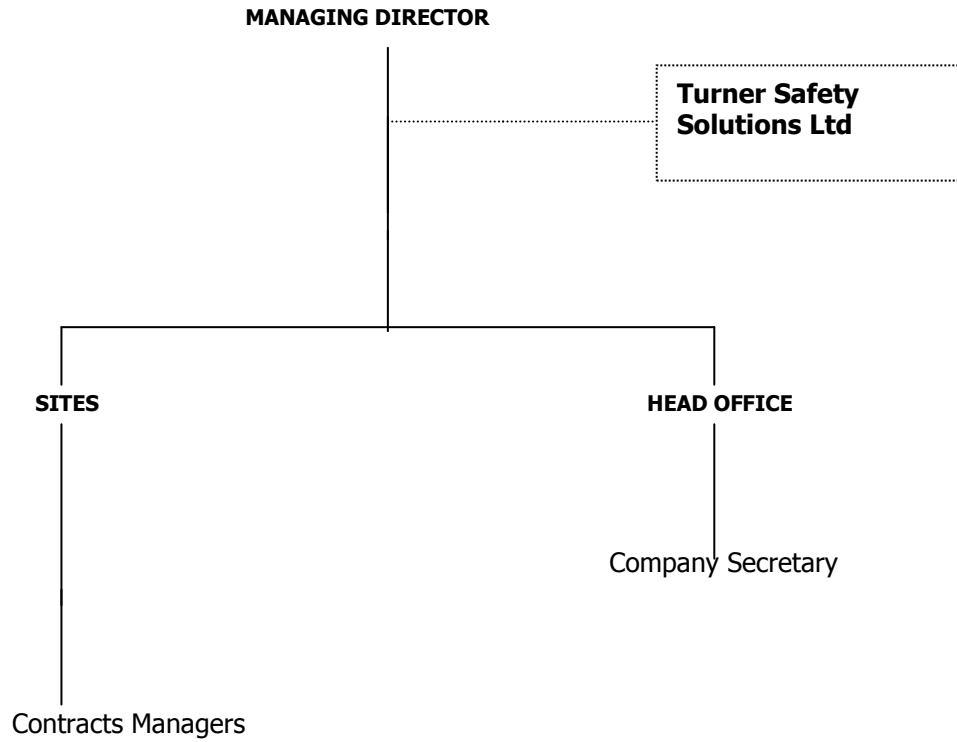 MANAGING DIRECTOR
Turner Safety
Solutions Ltd
SITES
HEAD OFFICE
Company Secretary
Contracts Managers